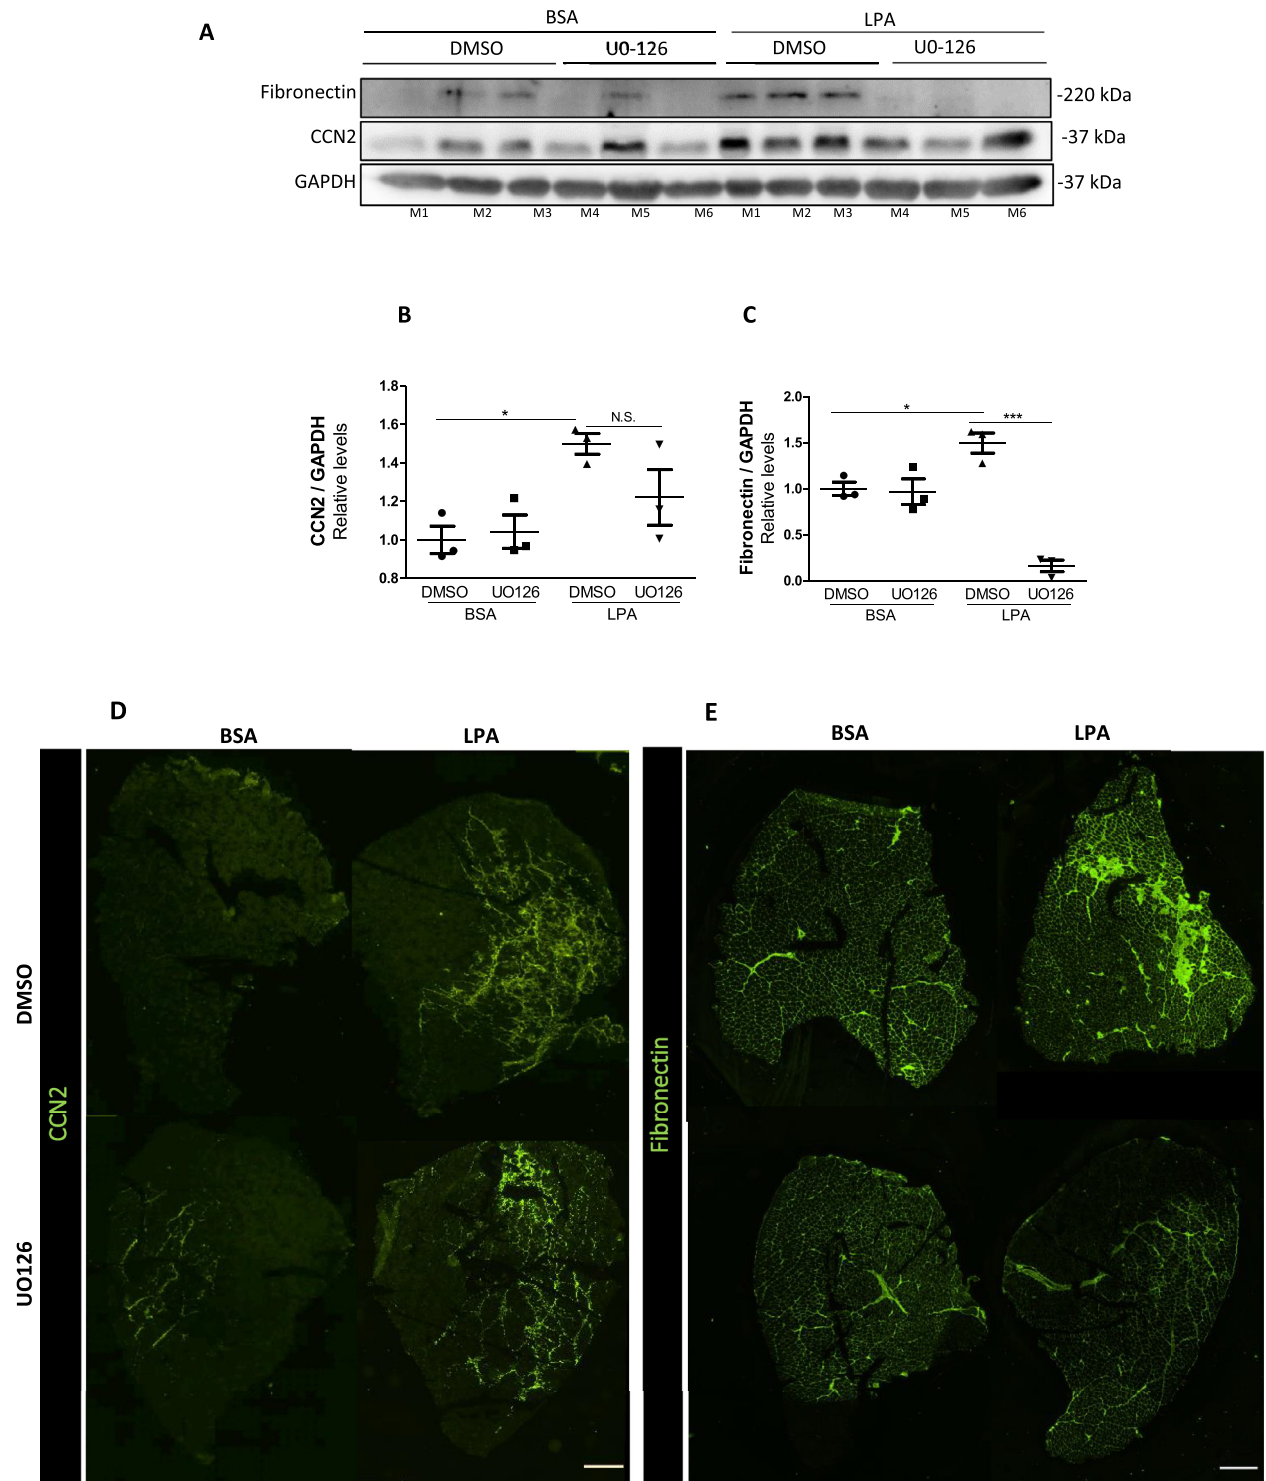 A
BSA LPA
DMSO U0-126 DMSO U0-126
Fibronectin -220 kDa
CCN2 -37 kDa
GAPDH -37 kDa
M1 M2 M3 M4 M5 M6 M1 M2 M3 M4 M5 M6
B
CCN2 / GAPDH
Relative levels
1.8
1.6
1.4
1.2
1.0
0.8
* N.S.
DMSO UO126 DMSO UO126
BSA LPA
C
Fibronectin / GAPDH
Relative levels
2.0
1.5
1.0
0.5
0.0
* ***
DMSO UO126 DMSO UO126
BSA LPA
D
BSA LPA
DMSO
UO126
CCN2
E
BSA LPA
Fibronectin